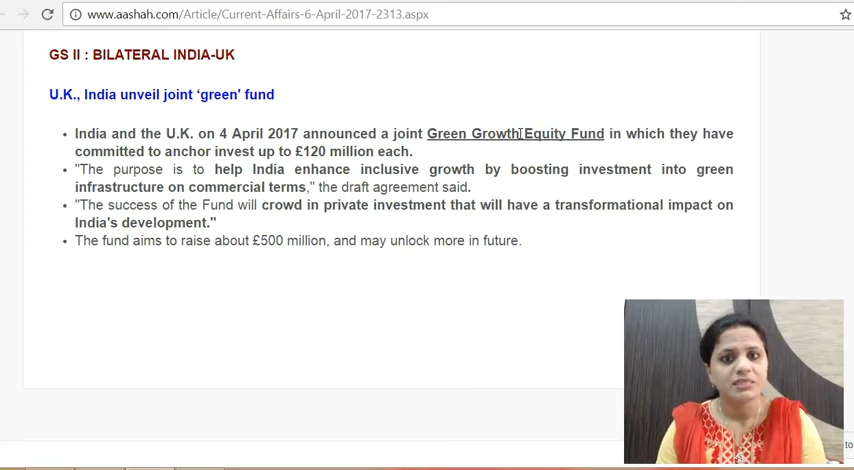 www.aashah.com/Article/Current-Affairs-6-April-2017-2313.aspx
GS II : BILATERAL INDIA-UK
U.K., India unveil joint ‘green' fund
• India and the U.K. on 4 April 2017 announced a joint Green Growth Equity Fund in which they have
committed to anchor invest up to £120 million each.
• "The purpose is to help India enhance inclusive growth by boosting investment into green
infrastructure on commercial terms," the draft agreement said.
• "The success of the Fund will crowd in private investment that will have a transformational impact on
India's development."
• The fund aims to raise about £500 million, and may unlock more in future.
to